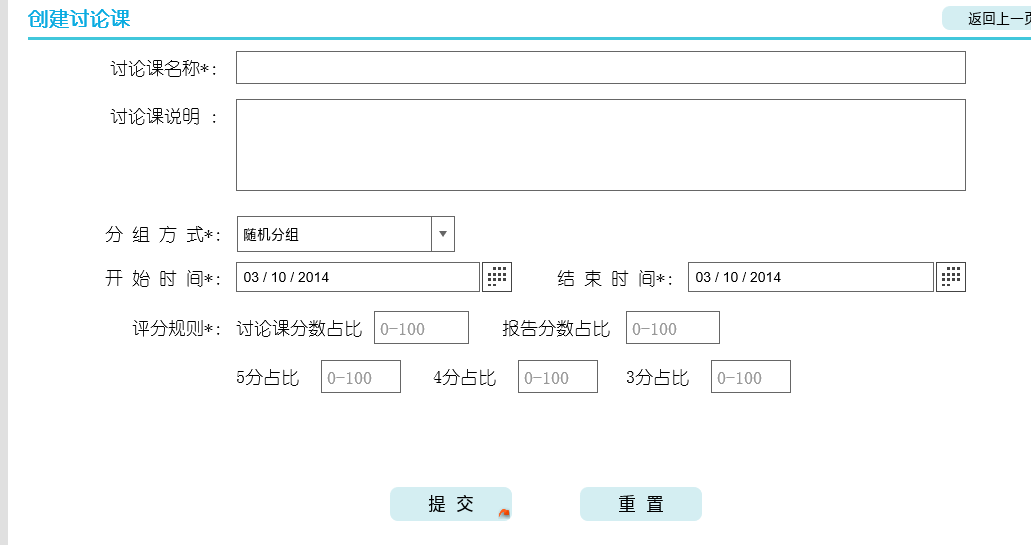 创建讨论课 返回上一页
讨论课名称*：
讨论课说明 ：
分 组 方 式*： 随机分组
开 始 时 间*： 03 / 10 / 2014 结 束 时 间*： 03 / 10 / 2014
评分规则*： 讨论课分数占比 0-100 报告分数占比 0-100
5分占比 0-100 4分占比 0-100 3分占比 0-100
提 交 重 置